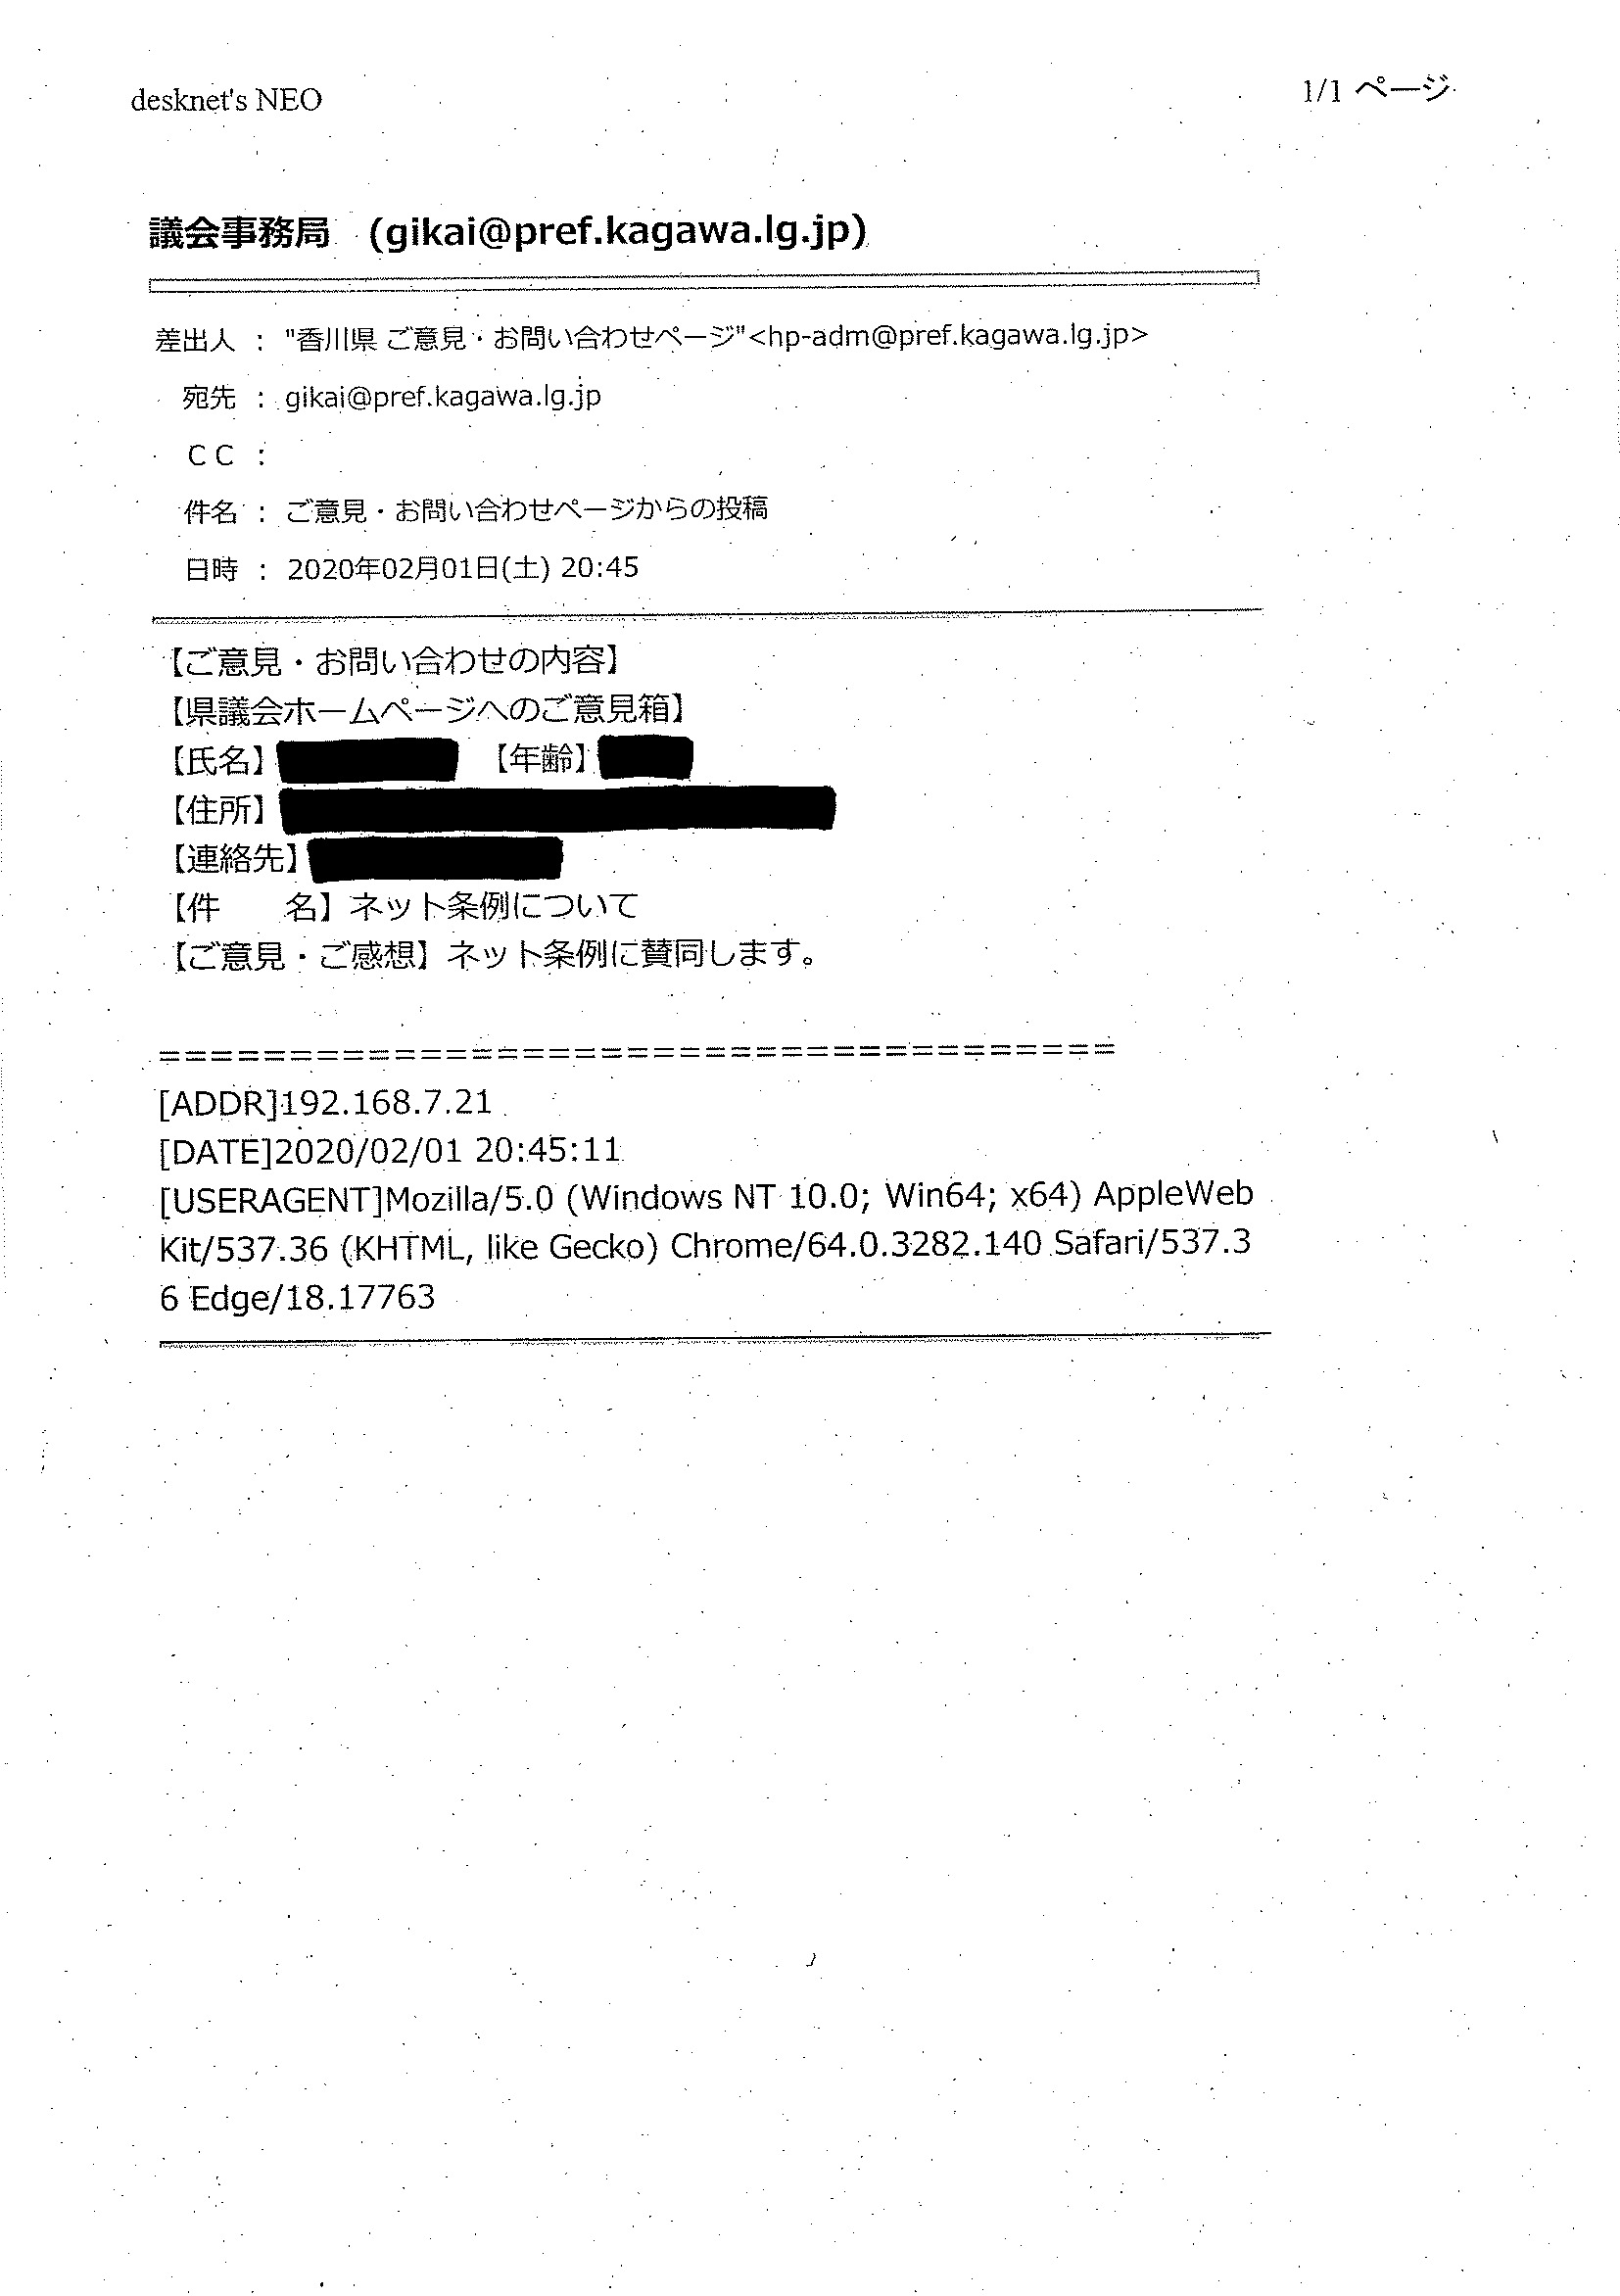 desknet's NEO
1/1 ページ
議会事務局 (gikai@pref.kagawa.lg.jp)
差出人 : "香川県 ご意見・お問い合わせページ"<hp-adm@pref.kagawa.lg.jp>
宛先 : gikai@pref.kagawa.lg.jp
CC :
件名 : ご意見・お問い合わせページからの投稿
日時 : 2020年02月01日(土) 20:45
【ご意見・お問い合わせの内容】
【県議会ホームページへのご意見箱】
【氏名】 【年齢】
【住所】
【連絡先】
【件　　名】ネット条例について
【ご意見・ご感想】ネット条例に賛同します。
=====================================
[ADDR]192.168.7.21
[DATE]2020/02/01 20:45:11
[USERAGENT]Mozilla/5.0 (Windows NT 10.0; Win64; x64) AppleWeb
Kit/537.36 (KHTML, like Gecko) Chrome/64.0.3282.140 Safari/537.3
6 Edge/18.17763